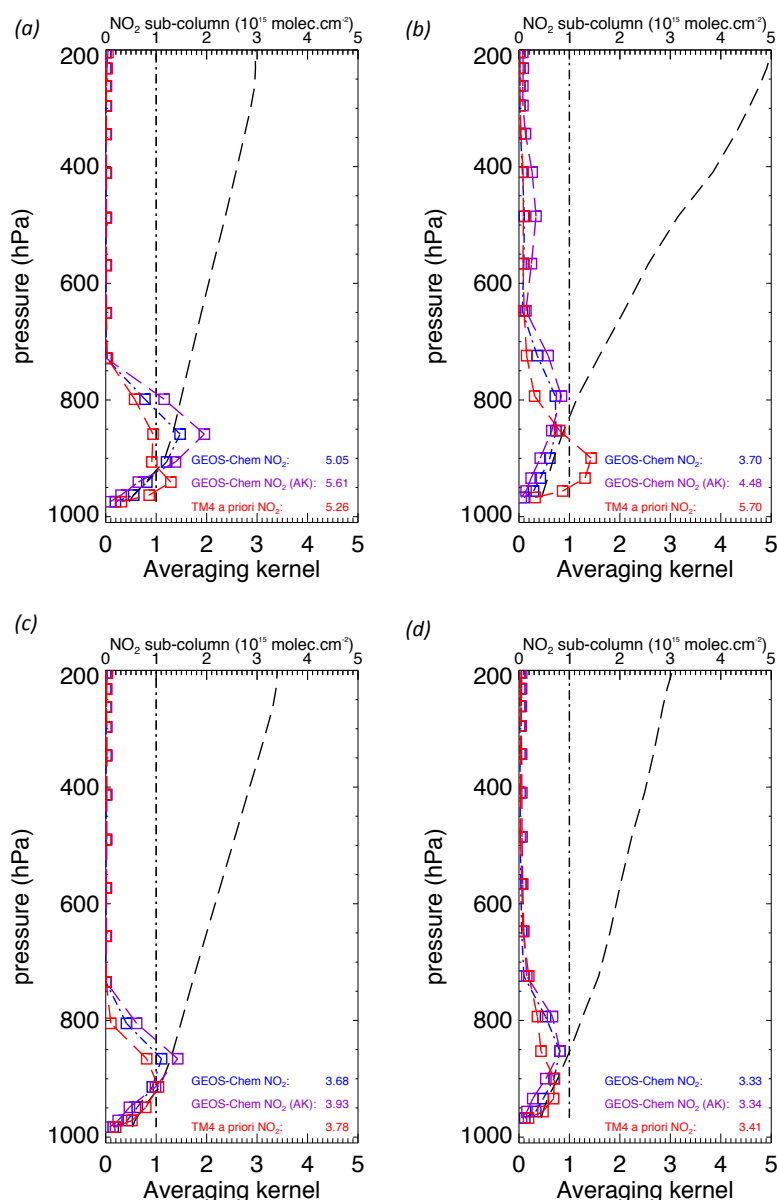 (a)
NO₂ sub-column (10¹⁵ molec.cm⁻²)
0 1 2 3 4 5
200
400
600
800
1000
pressure (hPa)
GEOS-Chem NO₂: 5.05
GEOS-Chem NO₂ (AK): 5.61
TM4 a priori NO₂: 5.26
0 1 2 3 4 5
Averaging kernel
(b)
NO₂ sub-column (10¹⁵ molec.cm⁻²)
0 1 2 3 4 5
200
400
600
800
1000
pressure (hPa)
GEOS-Chem NO₂: 3.70
GEOS-Chem NO₂ (AK): 4.48
TM4 a priori NO₂: 5.70
0 1 2 3 4 5
Averaging kernel
(c)
NO₂ sub-column (10¹⁵ molec.cm⁻²)
0 1 2 3 4 5
200
400
600
800
1000
pressure (hPa)
GEOS-Chem NO₂: 3.68
GEOS-Chem NO₂ (AK): 3.93
TM4 a priori NO₂: 3.78
0 1 2 3 4 5
Averaging kernel
(d)
NO₂ sub-column (10¹⁵ molec.cm⁻²)
0 1 2 3 4 5
200
400
600
800
1000
pressure (hPa)
GEOS-Chem NO₂: 3.33
GEOS-Chem NO₂ (AK): 3.34
TM4 a priori NO₂: 3.41
0 1 2 3 4 5
Averaging kernel